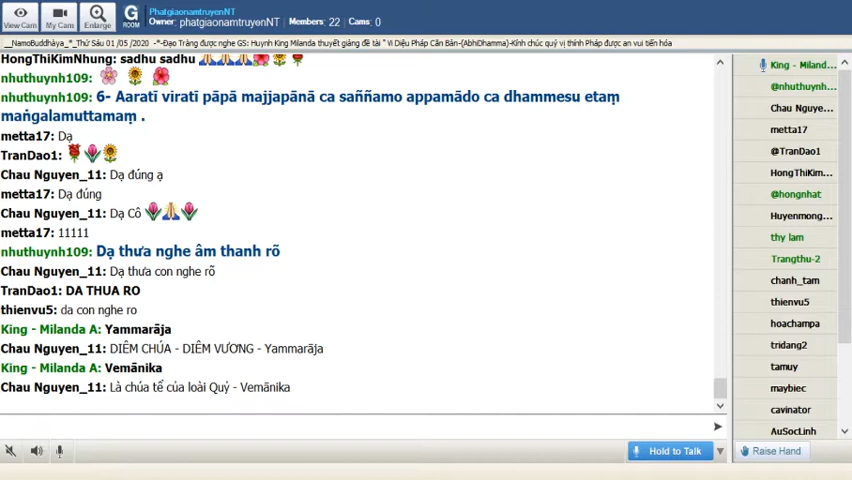 View Cam
My Cam
Enlarge
G
ROOM
PhatgiaonamtruyenNT
Owner: phatgiaonamtruyenNT Members: 22 Cams: 0
__NamoBuddhàya_*_Thứ Sáu 01 /05 /2020 -*-Đạo Tràng được nghe GS: Huynh King Milanda thuyết giảng đề tài " Vi Diệu Pháp Căn Bản-(AbhiDhamma)-Kính chúc quý vị thính Pháp được an vui tiến hóa
HongThiKimNhung: sadhu sadhu
nhuthuynh109:
nhuthuynh109: 6- Aaratī viratī pāpā majjapānā ca saññamo appamādo ca dhammesu etaṃ
maṅgalamuttamaṃ .
metta17: Dạ
TranDao1:
Chau Nguyen_11: Dạ đúng ạ
metta17: Dạ đúng
Chau Nguyen_11: Dạ Cô
metta17: 11111
nhuthuynh109: Dạ thưa nghe âm thanh rõ
Chau Nguyen_11: Dạ thưa con nghe rõ
TranDao1: DA THUA RO
thienvu5: da con nghe ro
King - Milanda A: Yammarāja
Chau Nguyen_11: DIÊM CHÚA - DIÊM VƯƠNG - Yammarāja
King - Milanda A: Vemānika
Chau Nguyen_11: Là chúa tể của loài Quỷ - Vemānika
King - Miland...
@nhuthuynh...
Chau Nguye...
metta17
@TranDao1
HongThiKim...
@hongnhat
Huyenmong...
thy lam
Trangthu-2
chanh_tam
thienvu5
hoachampa
tridang2
tamuy
maybiec
cavinator
AuSocLinh
Hold to Talk
Raise Hand